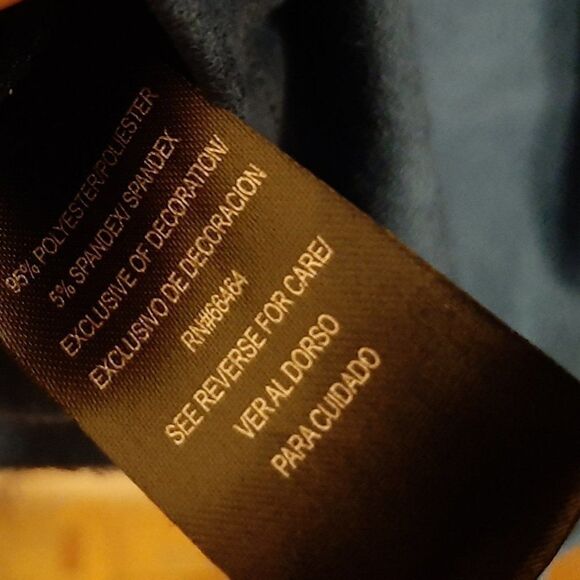 95% POLYESTER/POLIESTER
5% SPANDEX/ SPANDEX
EXCLUSIVE OF DECORATION/
EXCLUSIVO DE DECORACION
RN#66464
SEE REVERSE FOR CARE/
VER AL DORSO
PARA CUIDADO